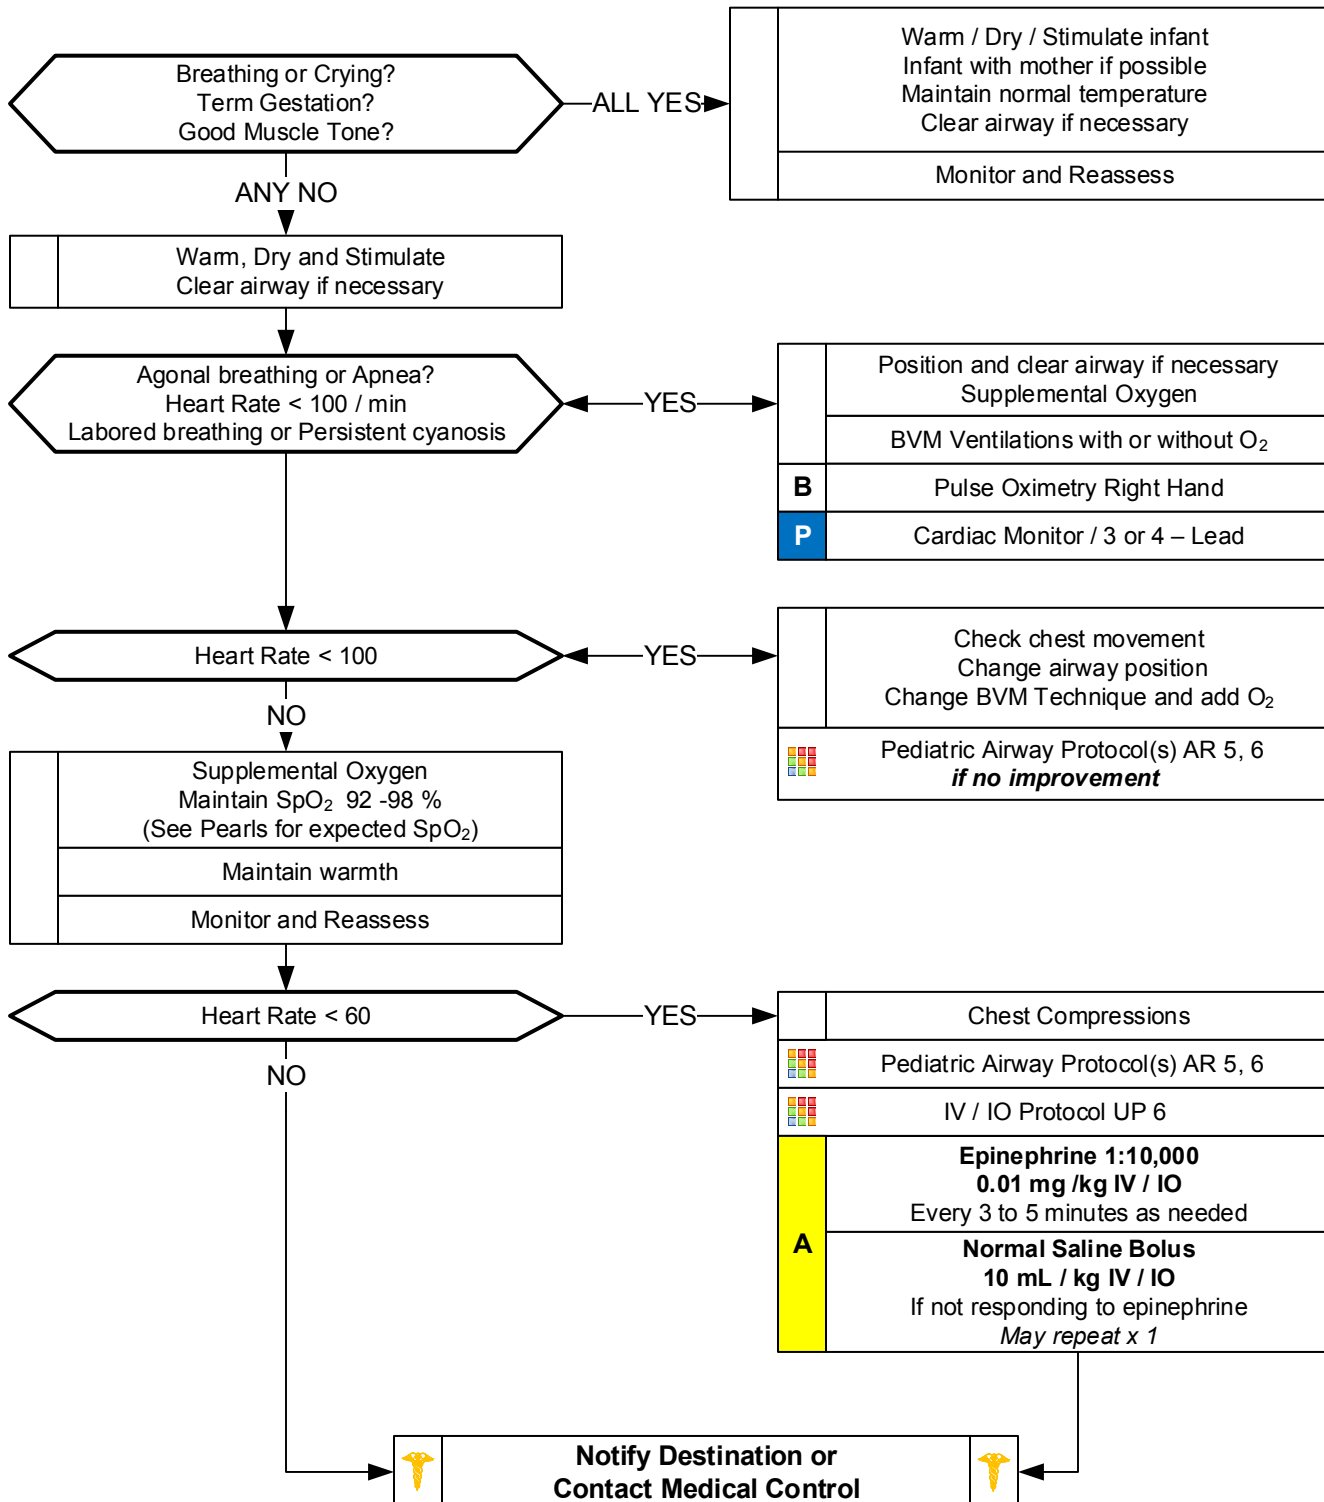 Breathing or Crying?
Term Gestation?
Good Muscle Tone?
ALL YES
Warm / Dry / Stimulate infant
Infant with mother if possible
Maintain normal temperature
Clear airway if necessary
Monitor and Reassess
ANY NO
Warm, Dry and Stimulate
Clear airway if necessary
Agonal breathing or Apnea?
Heart Rate < 100 / min
Labored breathing or Persistent cyanosis
YES
Position and clear airway if necessary
Supplemental Oxygen
BVM Ventilations with or without O₂
B
Pulse Oximetry Right Hand
P
Cardiac Monitor / 3 or 4 – Lead
Heart Rate < 100
YES
Check chest movement
Change airway position
Change BVM Technique and add O₂
Pediatric Airway Protocol(s) AR 5, 6
if no improvement
NO
Supplemental Oxygen
Maintain SpO₂ 92 -98 %
(See Pearls for expected SpO₂)
Maintain warmth
Monitor and Reassess
Heart Rate < 60
YES
Chest Compressions
Pediatric Airway Protocol(s) AR 5, 6
IV / IO Protocol UP 6
A
Epinephrine 1:10,000
0.01 mg /kg IV / IO
Every 3 to 5 minutes as needed
Normal Saline Bolus
10 mL / kg IV / IO
If not responding to epinephrine
May repeat x 1
NO
Notify Destination or
Contact Medical Control